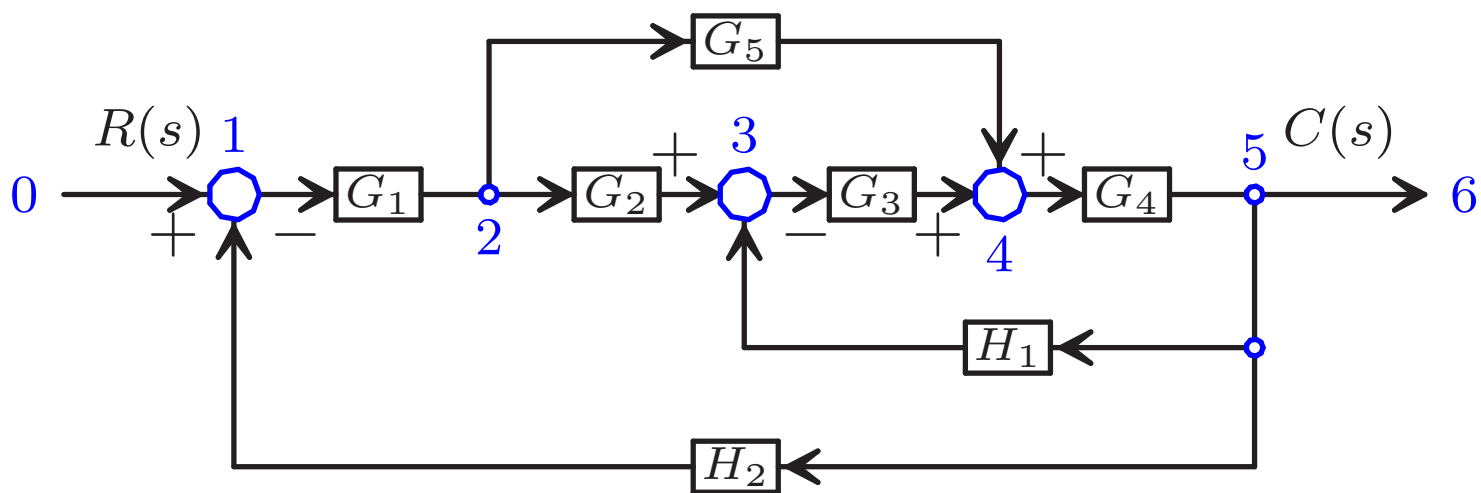 G₅
R(s) 1 + 3 + 5 C(s)
0 G₁ G₂ G₃ G₄ 6
+ − 2 − + 4
H₁
H₂